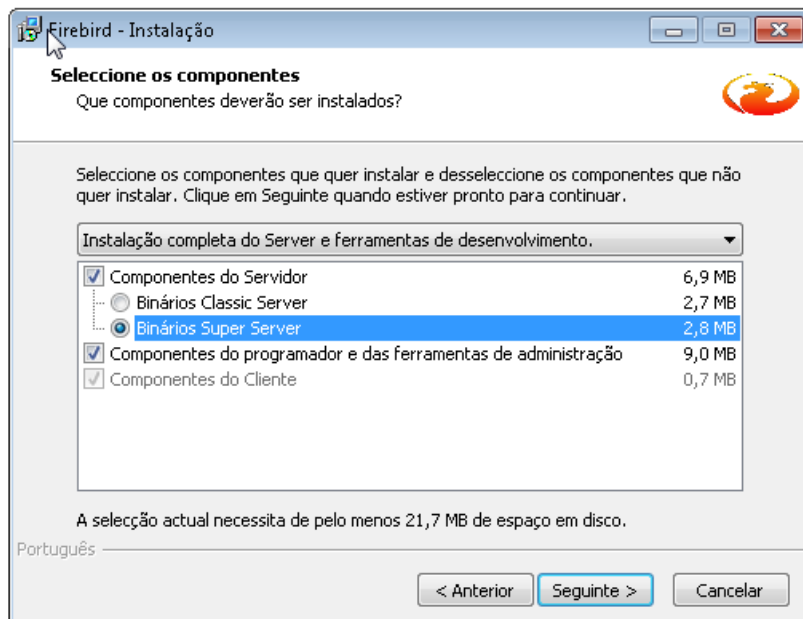 Firebird - Instalação
Seleccione os componentes
Que componentes deverão ser instalados?
Seleccione os componentes que quer instalar e desseleccione os componentes que não
quer instalar. Clique em Seguinte quando estiver pronto para continuar.
Instalação completa do Server e ferramentas de desenvolvimento.
Componentes do Servidor 6,9 MB
Binários Classic Server 2,7 MB
Binários Super Server 2,8 MB
Componentes do programador e das ferramentas de administração 9,0 MB
Componentes do Cliente 0,7 MB
A selecção actual necessita de pelo menos 21,7 MB de espaço em disco.
Português
< Anterior Seguinte > Cancelar